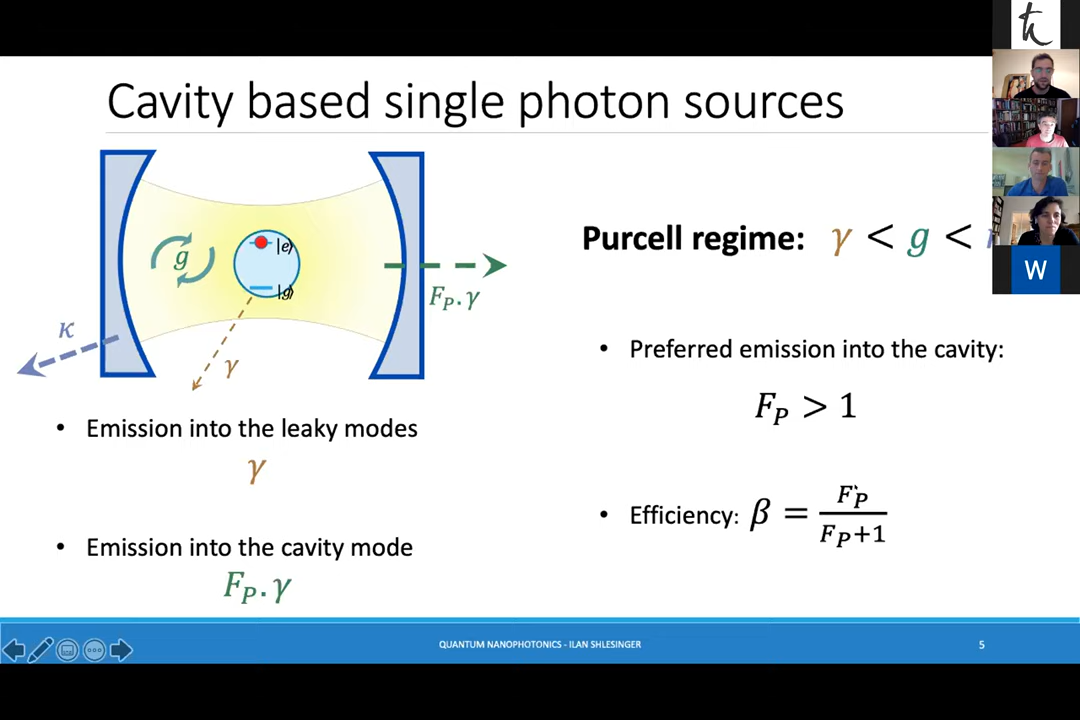 Cavity based single photon sources
|e⟩
g
|g⟩
κ
γ
F_P.γ
Purcell regime: γ < g <
• Preferred emission into the cavity:
F_P > 1
• Emission into the leaky modes
γ
• Efficiency: β = F_P / F_P+1
• Emission into the cavity mode
F_P.γ
QUANTUM NANOPHOTONICS - ILAN SHLESINGER
5
W